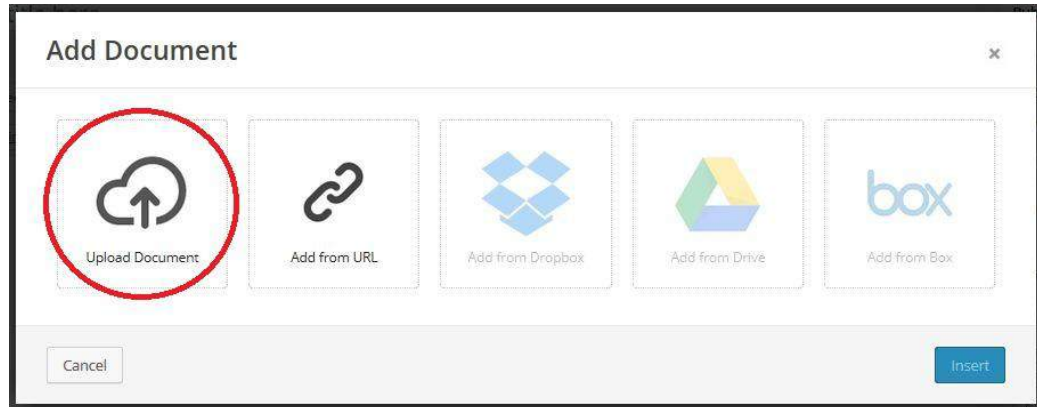 Add Document
×
Upload Document
Add from URL
Add from Dropbox
Add from Drive
box
Add from Box
Cancel
Insert